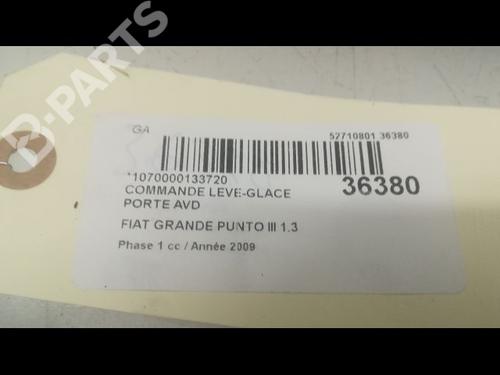 B-PARTS
GA
52710801 36380
*1070000133720
COMMANDE LEVE-GLACE
PORTE AVD
36380
FIAT GRANDE PUNTO III 1.3
Phase 1 cc / Année 2009